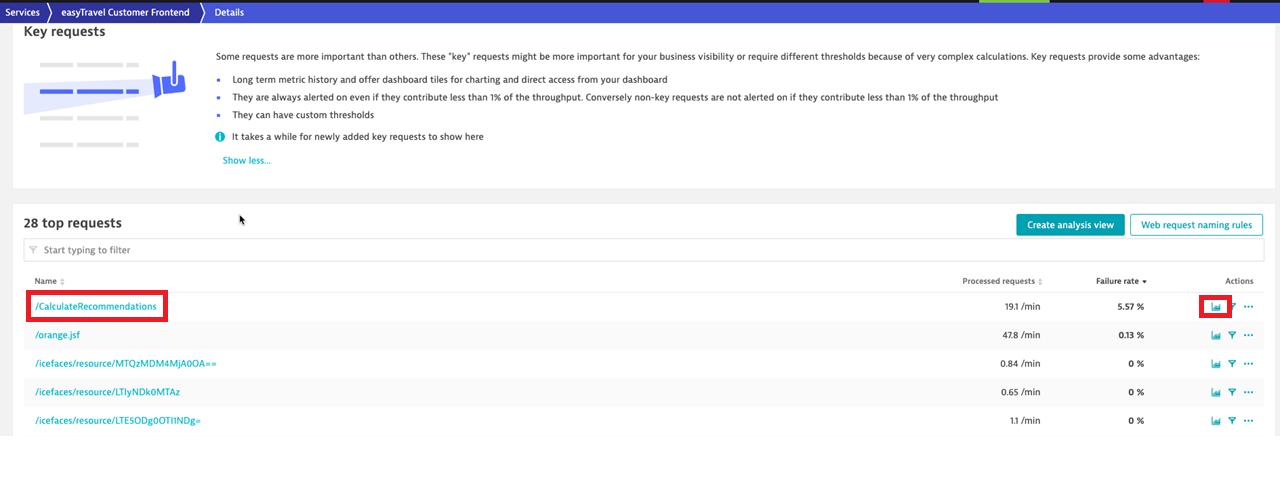 Services easyTravel Customer Frontend Details
Key requests
Some requests are more important than others. These "key" requests might be more important for your business visibility or require different thresholds because of very complex calculations. Key requests provide some advantages:
Long term metric history and offer dashboard tiles for charting and direct access from your dashboard
They are always alerted on even if they contribute less than 1% of the throughput. Conversely non-key requests are not alerted on if they contribute less than 1% of the throughput
They can have custom thresholds
It takes a while for newly added key requests to show here
Show less...
28 top requests Create analysis view Web request naming rules
Start typing to filter
Name Processed requests Failure rate Actions
/CalculateRecommendations 19.1 /min 5.57 %
/orange.jsf 47.8 /min 0.13 %
/icefaces/resource/MTQzMDM4MjA0OA== 0.84 /min 0 %
/icefaces/resource/LTIyNDk0MTAz 0.65 /min 0 %
/icefaces/resource/LTE5ODg0OTI1NDg= 1.1 /min 0 %